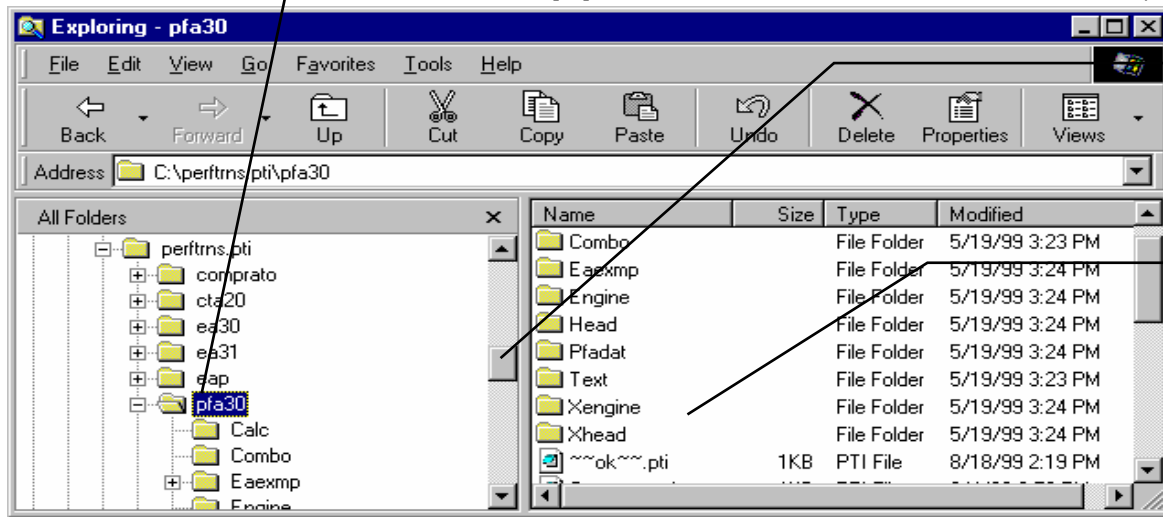 Exploring - pfa30
File Edit View Go Favorites Tools Help
Back Forward Up Cut Copy Paste Undo Delete Properties Views
Address C:\perftrns.pti\pfa30
All Folders
perftrns.pti
comprato
cta20
ea30
ea31
eap
pfa30
Calc
Combo
Eaexmp
Engine
Name Size Type Modified
Combo File Folder 5/19/99 3:23 PM
Eaexmp File Folder 5/19/99 3:24 PM
Engine File Folder 5/19/99 3:24 PM
Head File Folder 5/19/99 3:24 PM
Pfadat File Folder 5/19/99 3:24 PM
Text File Folder 5/19/99 3:23 PM
Xengine File Folder 5/19/99 3:24 PM
Xhead File Folder 5/19/99 3:24 PM
~~ok~~.pti 1KB PTI File 8/18/99 2:19 PM